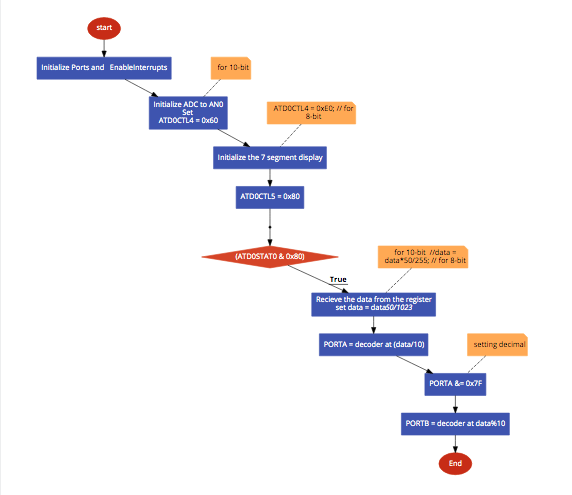 start
Initialize Ports and   EnableInterrupts
for 10-bit
Initialize ADC to AN0
Set
ATD0CTL4 = 0x60
ATD0CTL4 = 0xE0; // for
8-bit
Initialize the 7 segment display
ATD0CTL5 = 0x80
(ATD0STAT0 & 0x80)
for 10-bit  //data =
data*50/255; // for 8-bit
True
Recieve the data from the register
set data = data50/1023
PORTA = decoder at (data/10)
setting decimal
PORTA &= 0x7F
PORTB = decoder at data%10
End